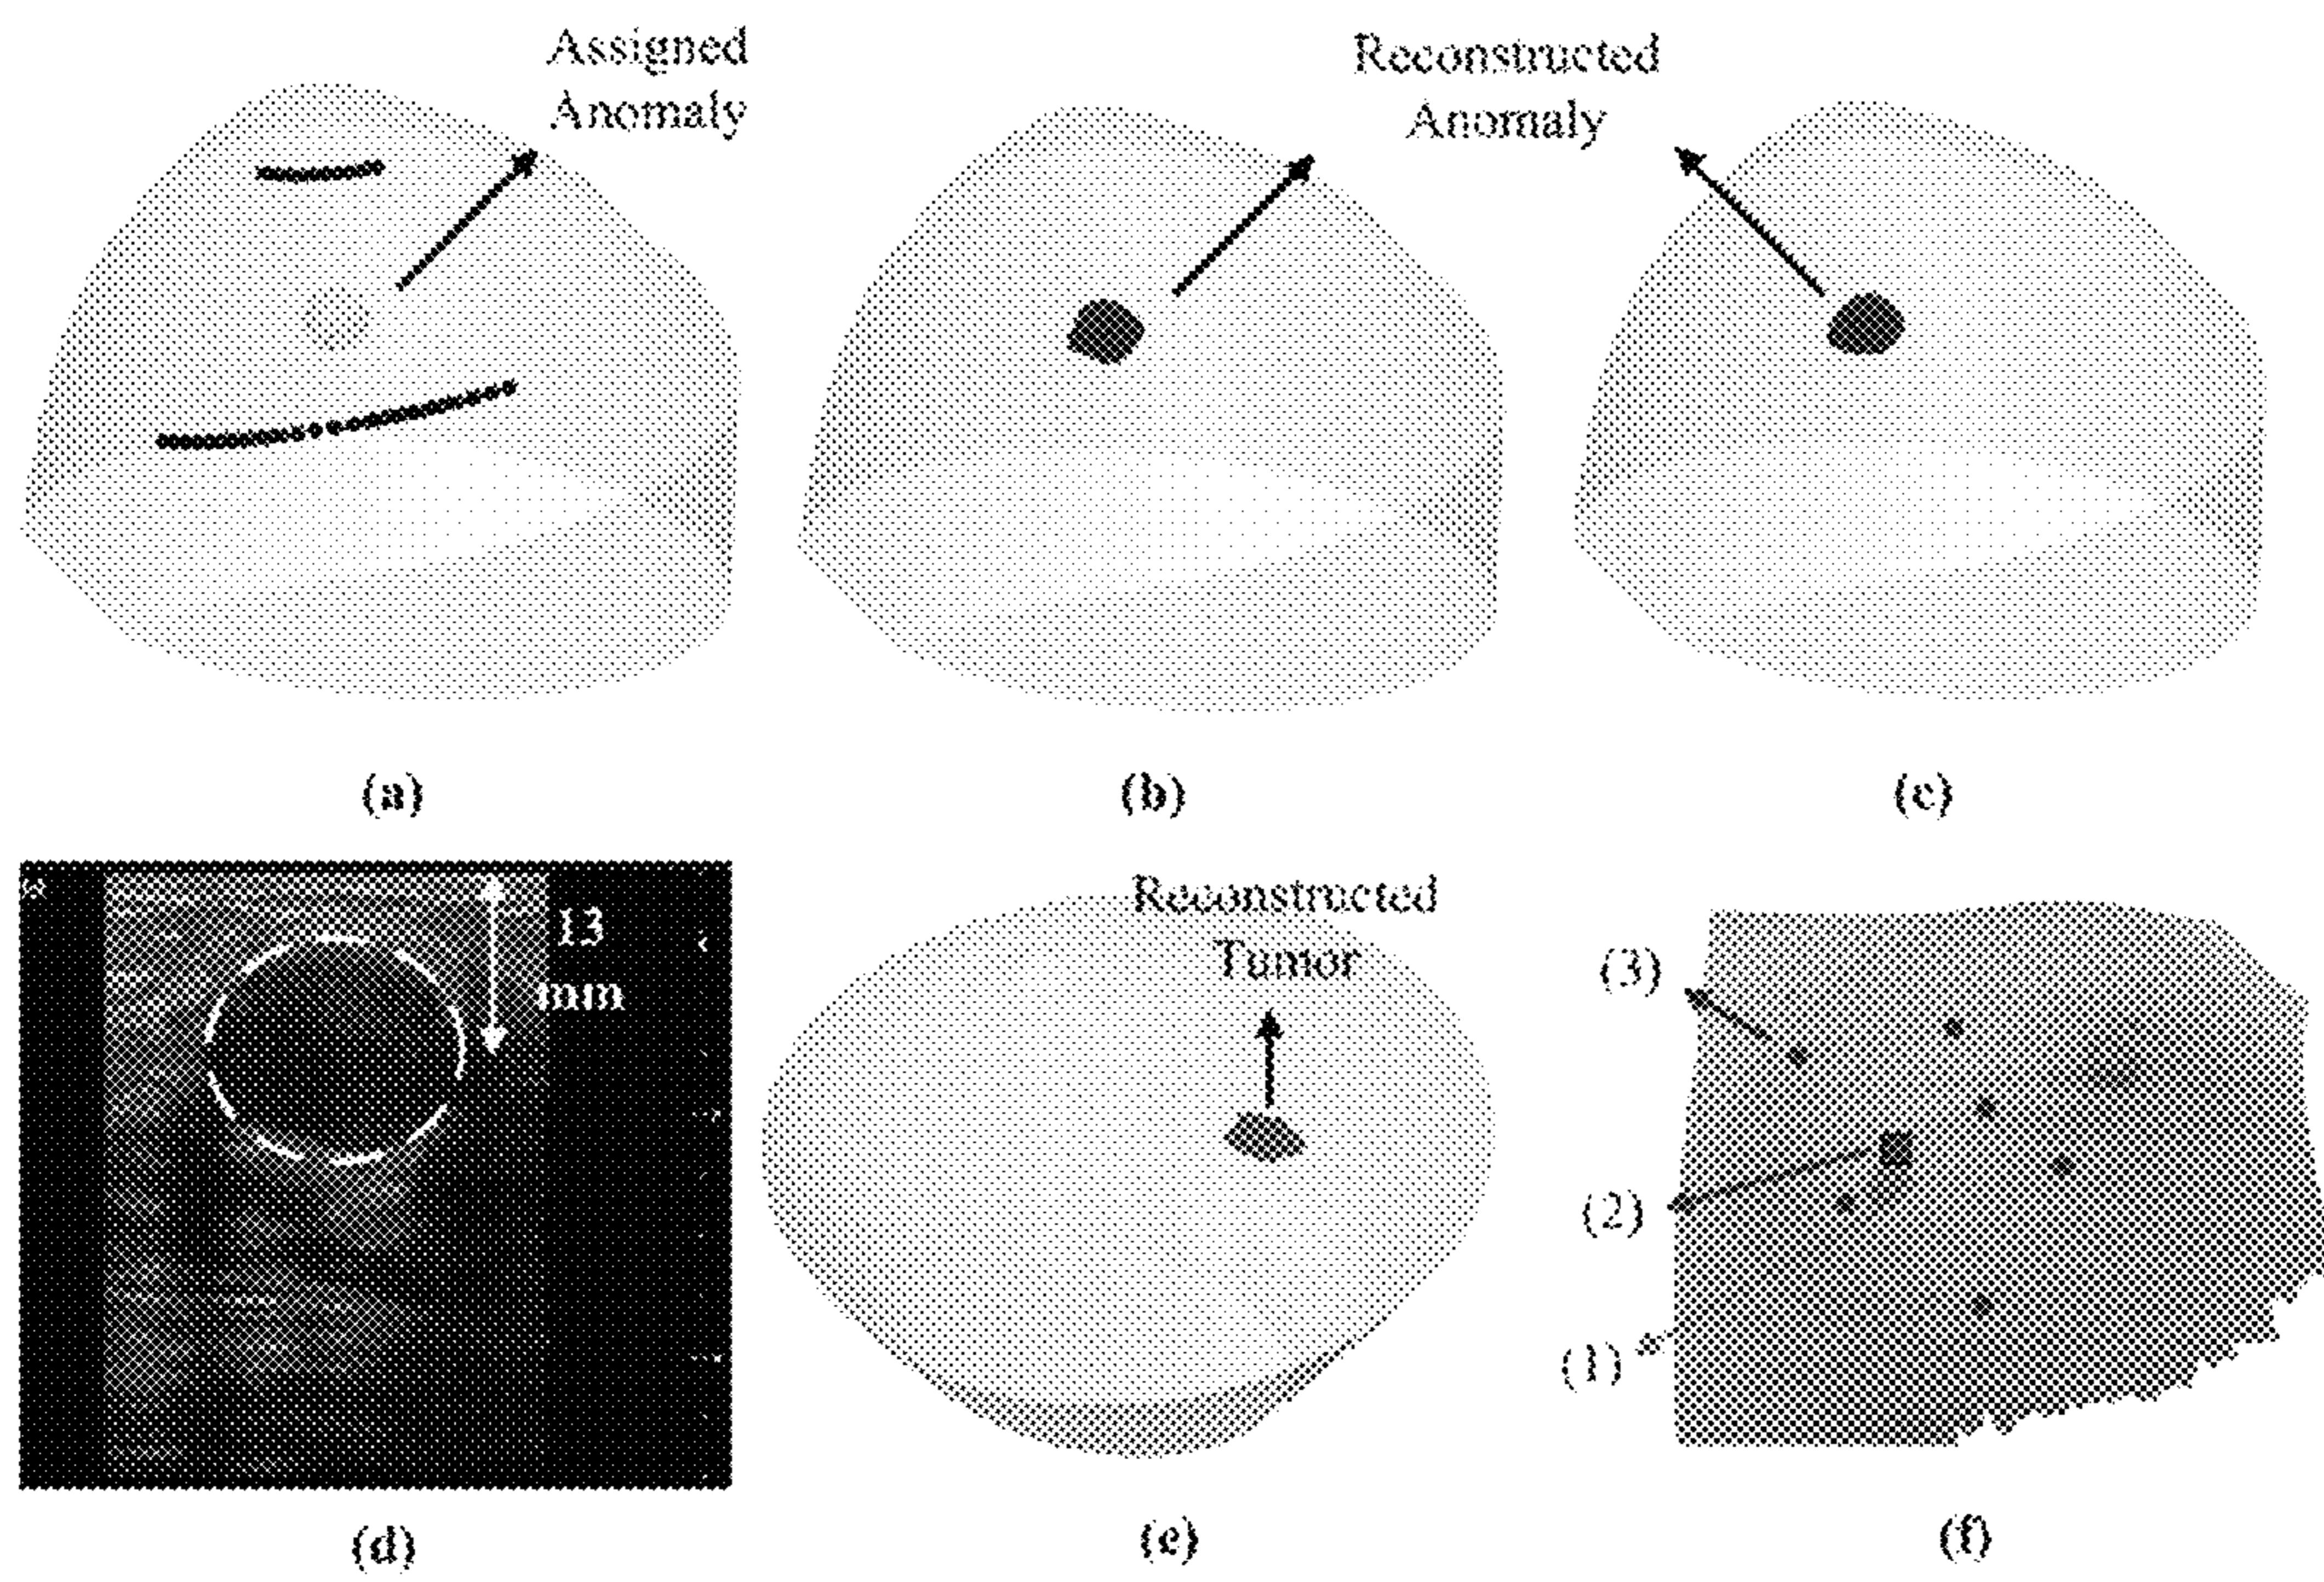 Assigned
Anomaly
Reconstructed
Anomaly
(a)
(b)
(c)
13
mm
Reconstructed
Tumor
(3)
(2)
(1)
(d)
(e)
(f)